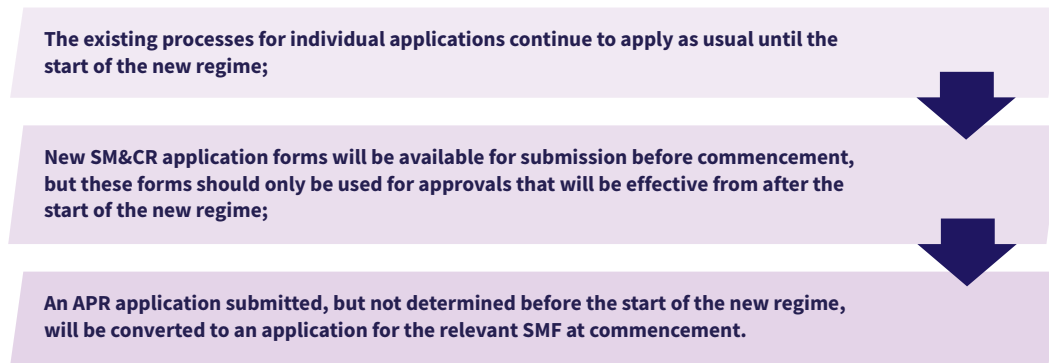 The existing processes for individual applications continue to apply as usual until the
start of the new regime;
New SM&CR application forms will be available for submission before commencement,
but these forms should only be used for approvals that will be effective from after the
start of the new regime;
An APR application submitted, but not determined before the start of the new regime,
will be converted to an application for the relevant SMF at commencement.